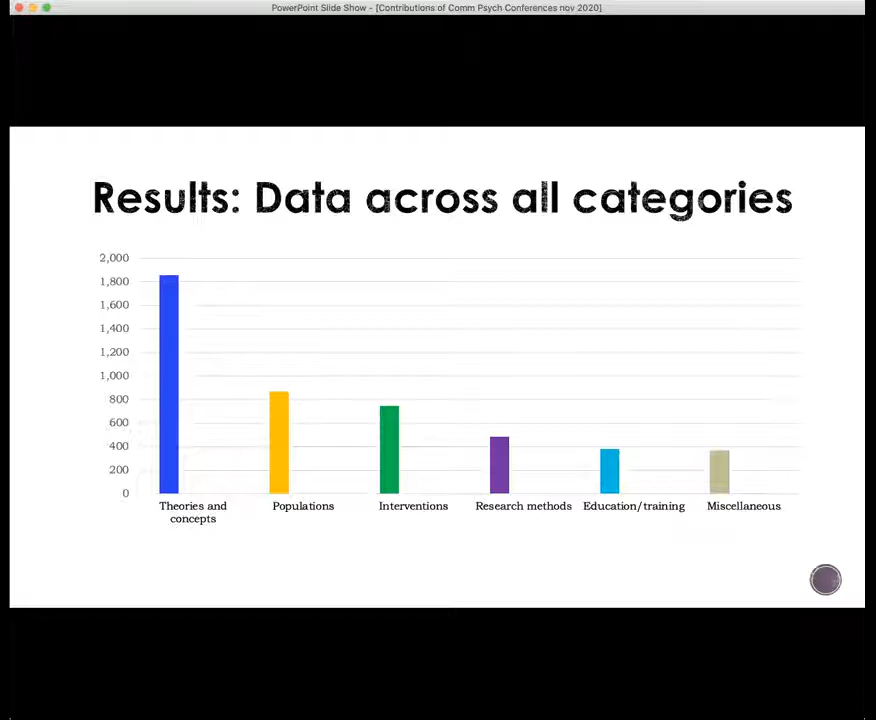 PowerPoint Slide Show - [Contributions of Comm Psych Conferences nov 2020]
Results: Data across all categories
2,000
1,800
1,600
1,400
1,200
1,000
800
600
400
200
0
Theories and
concepts
Populations
Interventions
Research methods
Education/training
Miscellaneous